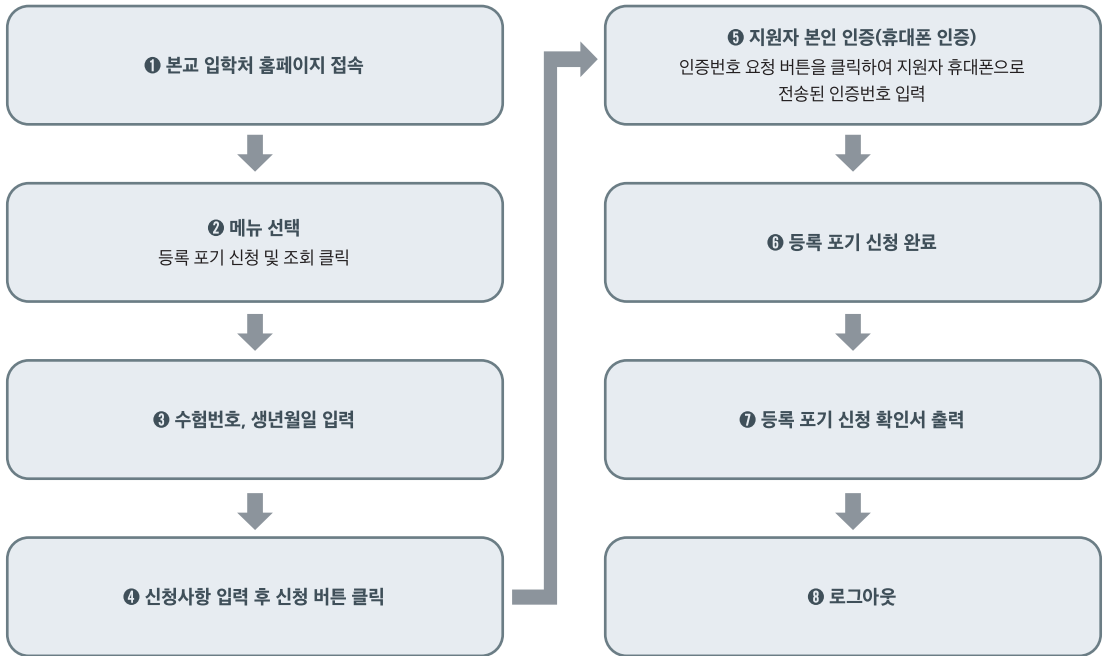 ❶ 본교 입학처 홈페이지 접속
❷ 메뉴 선택
등록 포기 신청 및 조회 클릭
❸ 수험번호, 생년월일 입력
❹ 신청사항 입력 후 신청 버튼 클릭
❺ 지원자 본인 인증(휴대폰 인증)
인증번호 요청 버튼을 클릭하여 지원자 휴대폰으로
전송된 인증번호 입력
❻ 등록 포기 신청 완료
❼ 등록 포기 신청 확인서 출력
❽ 로그아웃